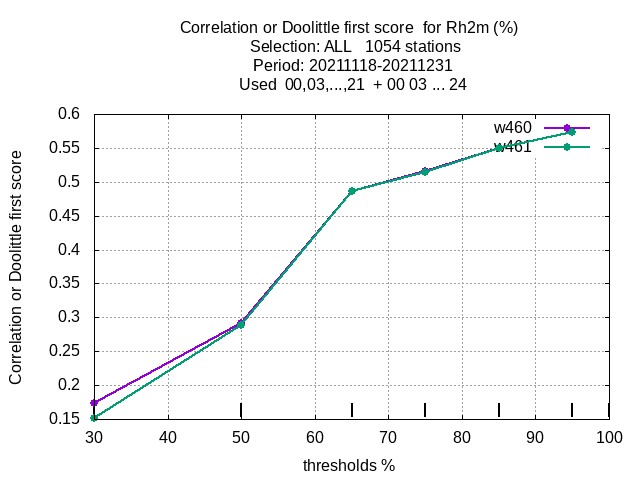 Correlation or Doolittle first score  for Rh2m (%)
Selection: ALL   1054 stations
Period: 20211118-20211231
Used  00,03,...,21  + 00 03 ... 24
Correlation or Doolittle first score
0.6
0.55
0.5
0.45
0.4
0.35
0.3
0.25
0.2
0.15
w460
w461
30 40 50 60 70 80 90 100
thresholds %